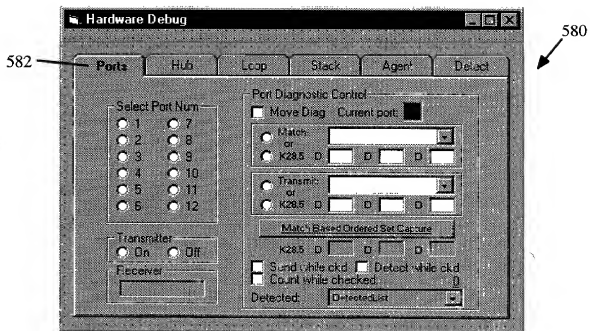 Hardware Debug
580
582
Ports Hub Loop Stack Agent Detect
Select Port Num
1 7
2 8
3 9
4 10
5 11
6 12
Transmitter
On Off
Receiver
Port Diagnostic Control
Move Diag Current port:
Match
or
K28.5 D D D
Transmit
or
K28.5 D D D
Match Based Ordered Set Capture
K28.5 D D D
Send while ckd Detect while ckd
Count while checked: 0
Detected: DetectedList